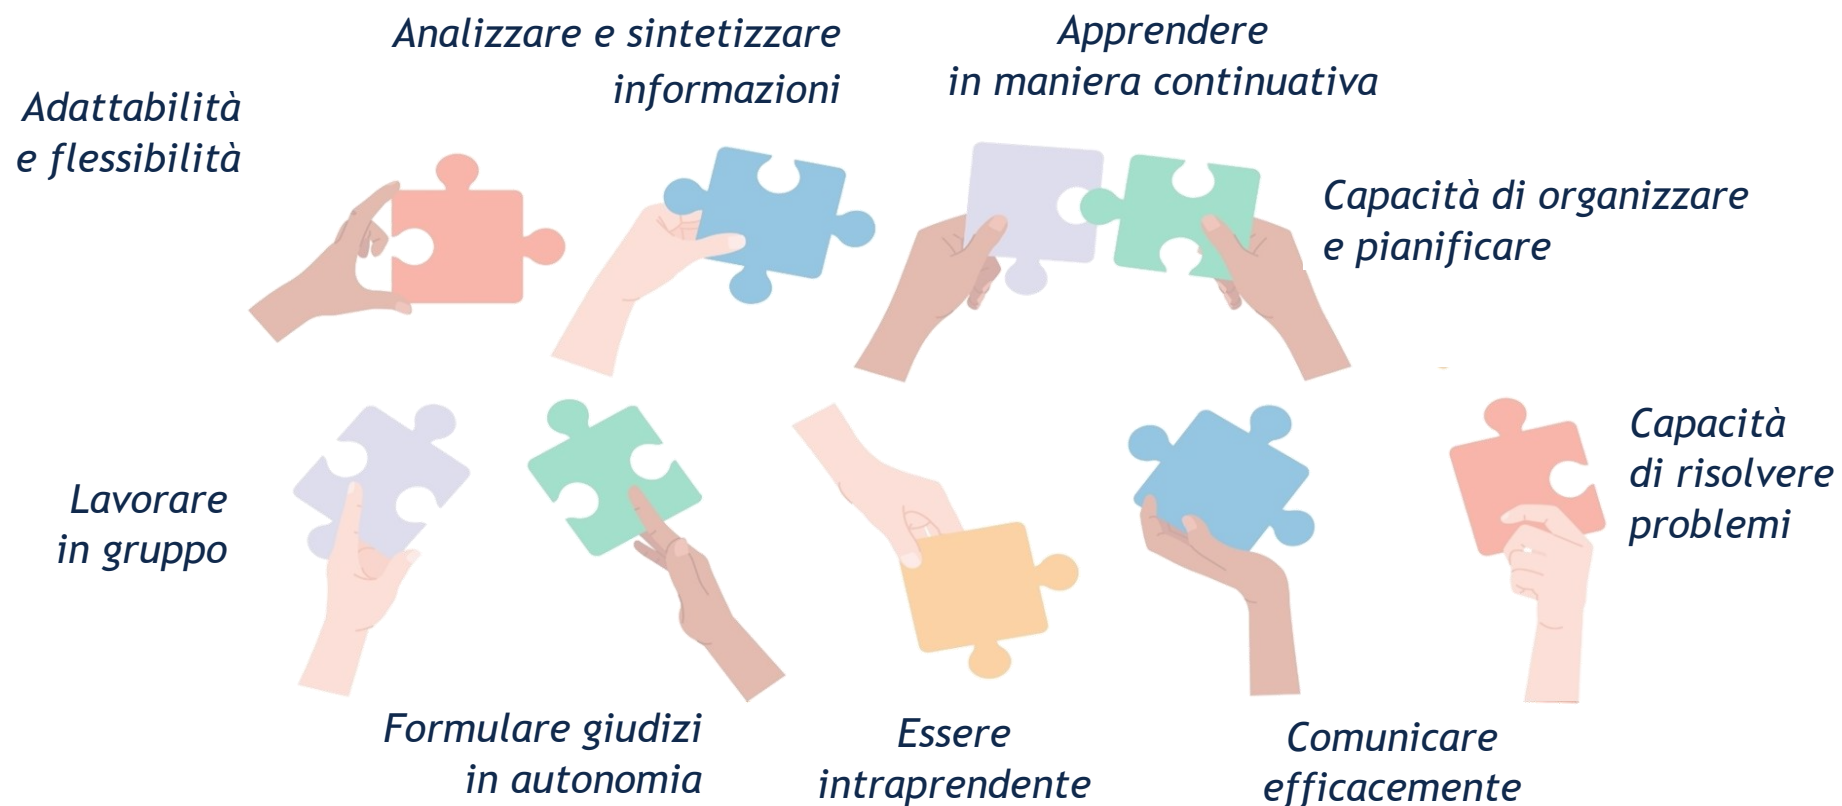 Adattabilità
e flessibilità
Analizzare e sintetizzare
informazioni
Apprendere
in maniera continuativa
Capacità di organizzare
e pianificare
Lavorare
in gruppo
Formulare giudizi
in autonomia
Essere
intraprendente
Comunicare
efficacemente
Capacità
di risolvere
problemi